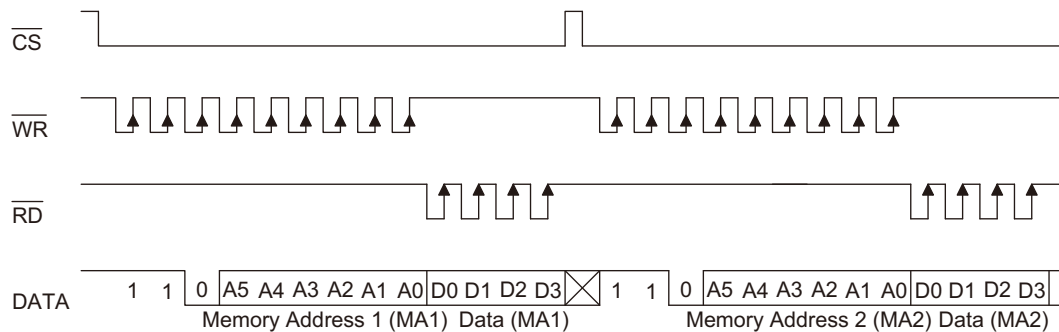 CS
WR
RD
DATA
1 1 0 A5 A4 A3 A2 A1 A0 D0 D1 D2 D3 1 1 0 A5 A4 A3 A2 A1 A0 D0 D1 D2 D3
Memory Address 1 (MA1) Data (MA1) Memory Address 2 (MA2) Data (MA2)